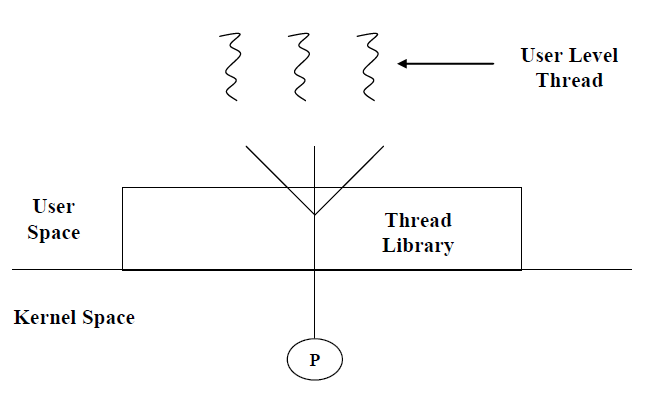 User Level
Thread
User
Space
Thread
Library
Kernel Space
P